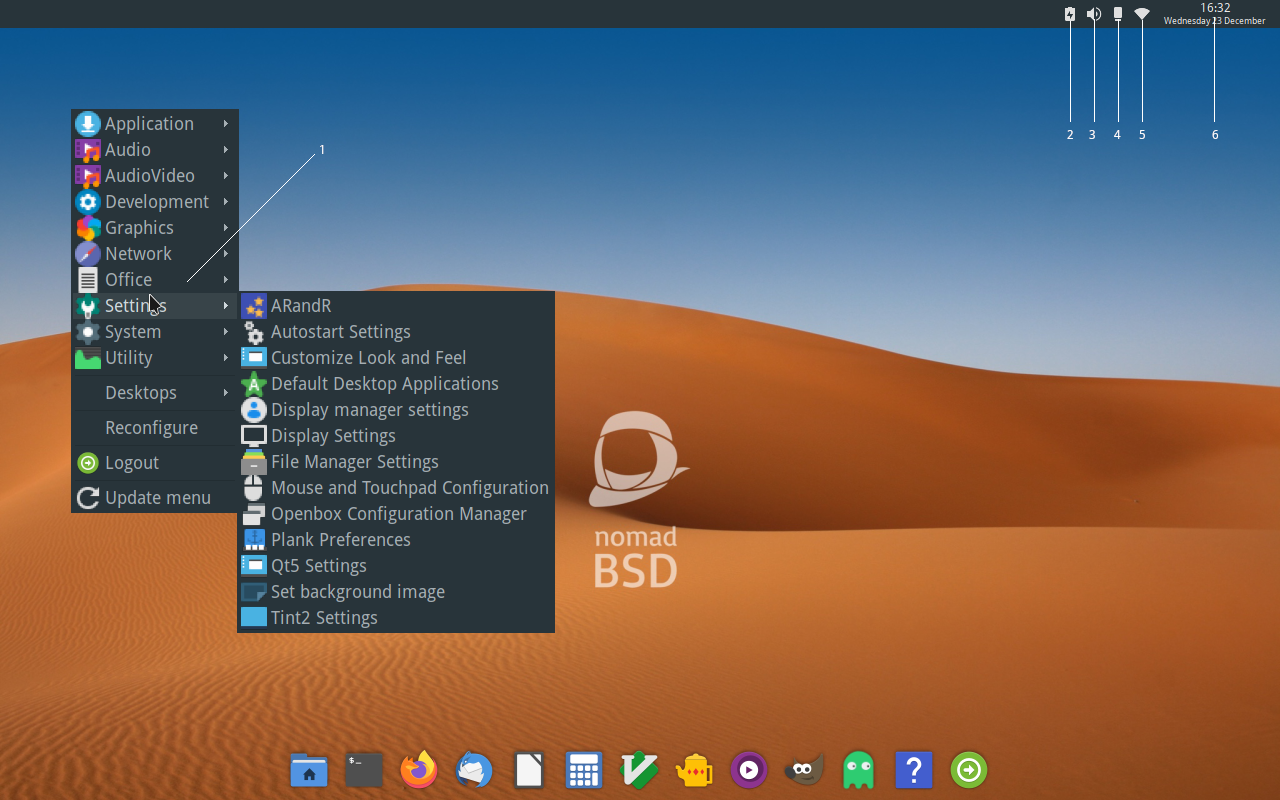 16:32
Wednesday 23 December
2 3 4 5 6
1
Application
Audio
AudioVideo
Development
Graphics
Network
Office
Settings
System
Utility
Desktops
Reconfigure
Logout
Update menu
ARandR
Autostart Settings
Customize Look and Feel
Default Desktop Applications
Display manager settings
Display Settings
File Manager Settings
Mouse and Touchpad Configuration
Openbox Configuration Manager
Plank Preferences
Qt5 Settings
Set background image
Tint2 Settings
nomad
BSD
$_
?